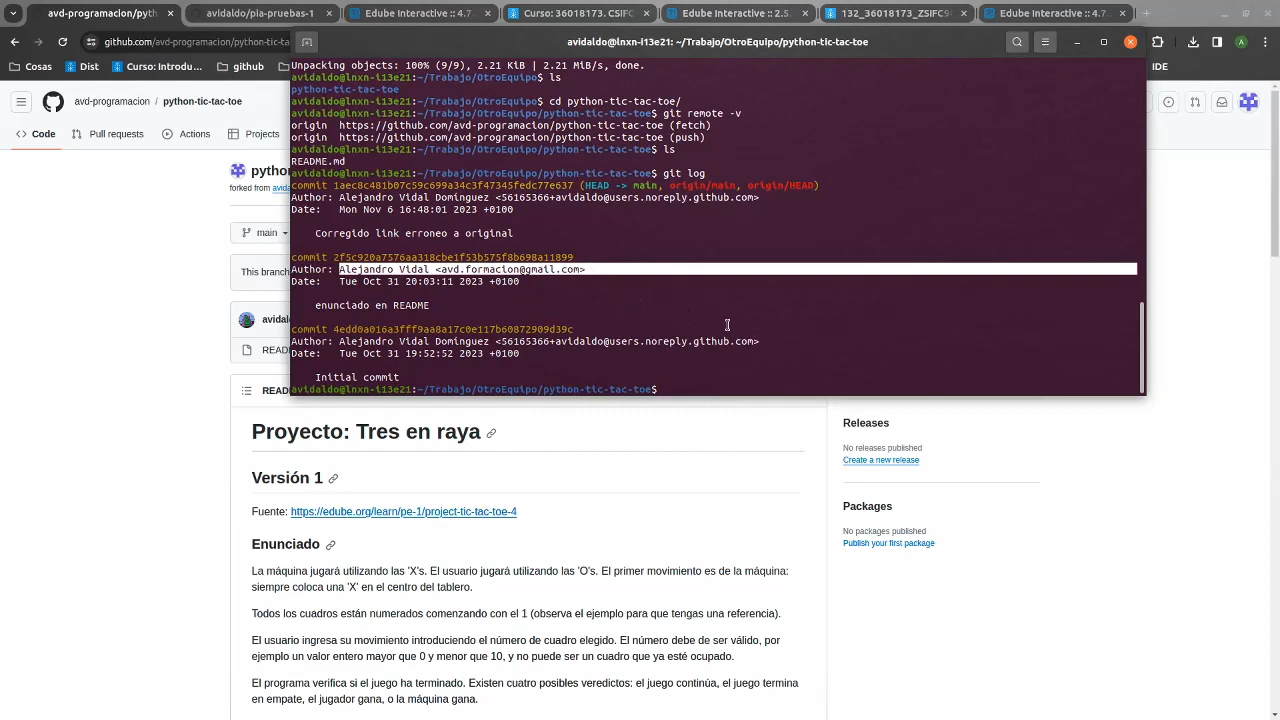 avd-programacion/pyth
avidaldo/pia-pruebas-1
Edube Interactive :: 4.7
Curso: 36018173. CSIFC
Edube Interactive :: 2.5
132_36018173_ZSIFC9
Edube Interactive :: 4.7
github.com/avd-programacion/python-tic-ta
avidaldo@lnxn-i13e21: ~/Trabajo/OtroEquipo/python-tic-tac-toe
Cosas
Dist
Curso: Introdu...
github
IDE
avd-programacion / python-tic-tac-toe
Code
Pull requests
Actions
Projects
Unpacking objects: 100% (9/9), 2.21 KiB | 2.21 MiB/s, done.
avidaldo@lnxn-i13e21:~/Trabajo/OtroEquipo$ ls
python-tic-tac-toe
avidaldo@lnxn-i13e21:~/Trabajo/OtroEquipo$ cd python-tic-tac-toe/
avidaldo@lnxn-i13e21:~/Trabajo/OtroEquipo/python-tic-tac-toe$ git remote -v
origin  https://github.com/avd-programacion/python-tic-tac-toe (fetch)
origin  https://github.com/avd-programacion/python-tic-tac-toe (push)
avidaldo@lnxn-i13e21:~/Trabajo/OtroEquipo/python-tic-tac-toe$ ls
README.md
avidaldo@lnxn-i13e21:~/Trabajo/OtroEquipo/python-tic-tac-toe$ git log
commit 1aec8c481b07c59c699a34c3f47345fedc77e637 (HEAD -> main, origin/main, origin/HEAD)
Author: Alejandro Vidal Domínguez <56165366+avidaldo@users.noreply.github.com>
Date:   Mon Nov 6 16:48:01 2023 +0100
Corregido link erroneo a original
commit 2f5c920a7576aa318cbe1f53b575f8b698a11899
Author: Alejandro Vidal <avd.formacion@gmail.com>
Date:   Tue Oct 31 20:03:11 2023 +0100
enunciado en README
commit 4edd0a016a3fff9aa8a17c0e117b60872909d39c
Author: Alejandro Vidal Domínguez <56165366+avidaldo@users.noreply.github.com>
Date:   Tue Oct 31 19:52:52 2023 +0100
Initial commit
avidaldo@lnxn-i13e21:~/Trabajo/OtroEquipo/python-tic-tac-toe$
python
forked from avida
main
This branch
avidal
READ
READ
Proyecto: Tres en raya
Versión 1
Fuente: https://edube.org/learn/pe-1/project-tic-tac-toe-4
Enunciado
La máquina jugará utilizando las 'X's. El usuario jugará utilizando las 'O's. El primer movimiento es de la máquina:
siempre coloca una 'X' en el centro del tablero.
Todos los cuadros están numerados comenzando con el 1 (observa el ejemplo para que tengas una referencia).
El usuario ingresa su movimiento introduciendo el número de cuadro elegido. El número debe de ser válido, por
ejemplo un valor entero mayor que 0 y menor que 10, y no puede ser un cuadro que ya esté ocupado.
El programa verifica si el juego ha terminado. Existen cuatro posibles veredictos: el juego continúa, el juego termina
en empate, el jugador gana, o la máquina gana.
Releases
No releases published
Create a new release
Packages
No packages published
Publish your first package